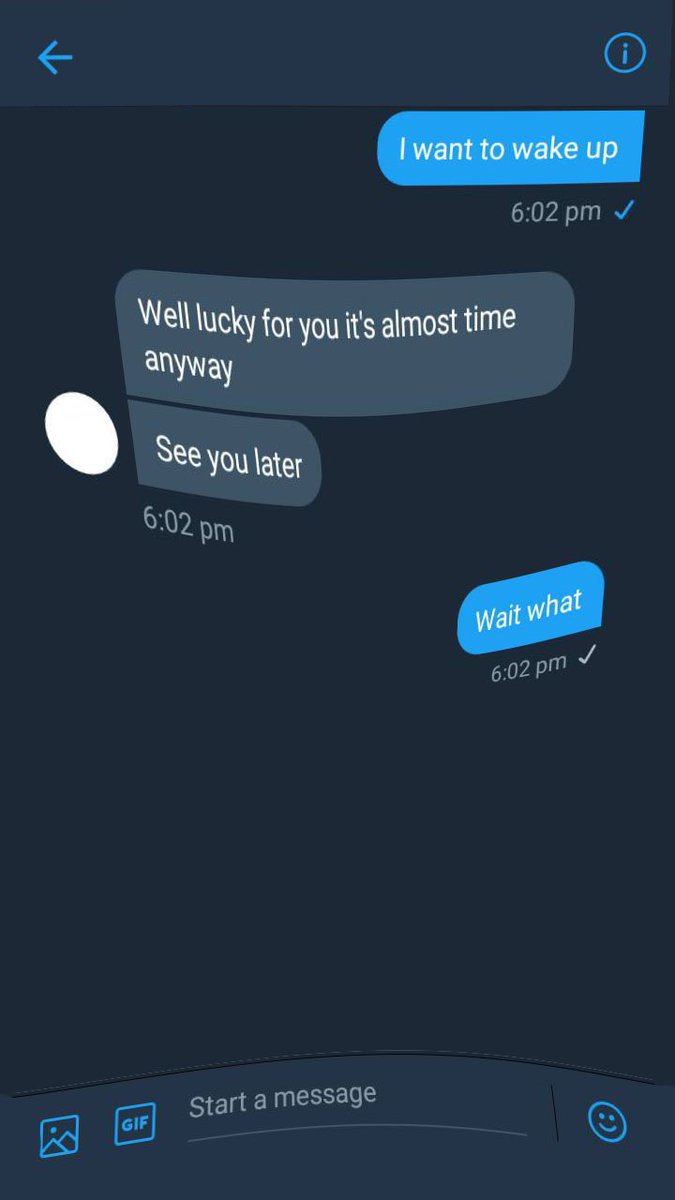 I want to wake up
6:02 pm
Well lucky for you it's almost time
anyway
See you later
6:02 pm
Wait what
6:02 pm
GIF
Start a message